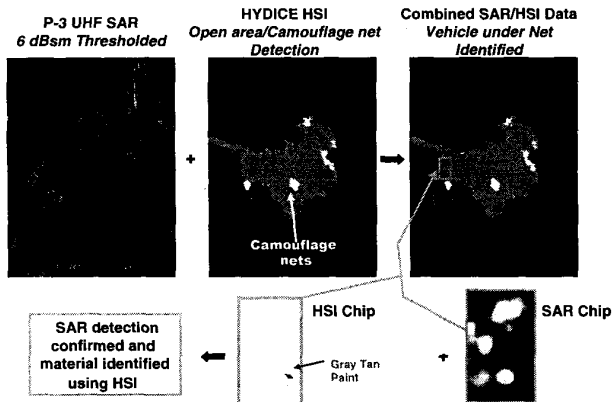 P-3 UHF SAR
6 dBsm Thresholded
HYDICE HSI
Open area/Camouflage net
Detection
Combined SAR/HSI Data
Vehicle under Net
Identified
+
Camouflage
nets
SAR detection
confirmed and
material identified
using HSI
HSI Chip
Gray Tan
Paint
+
SAR Chip